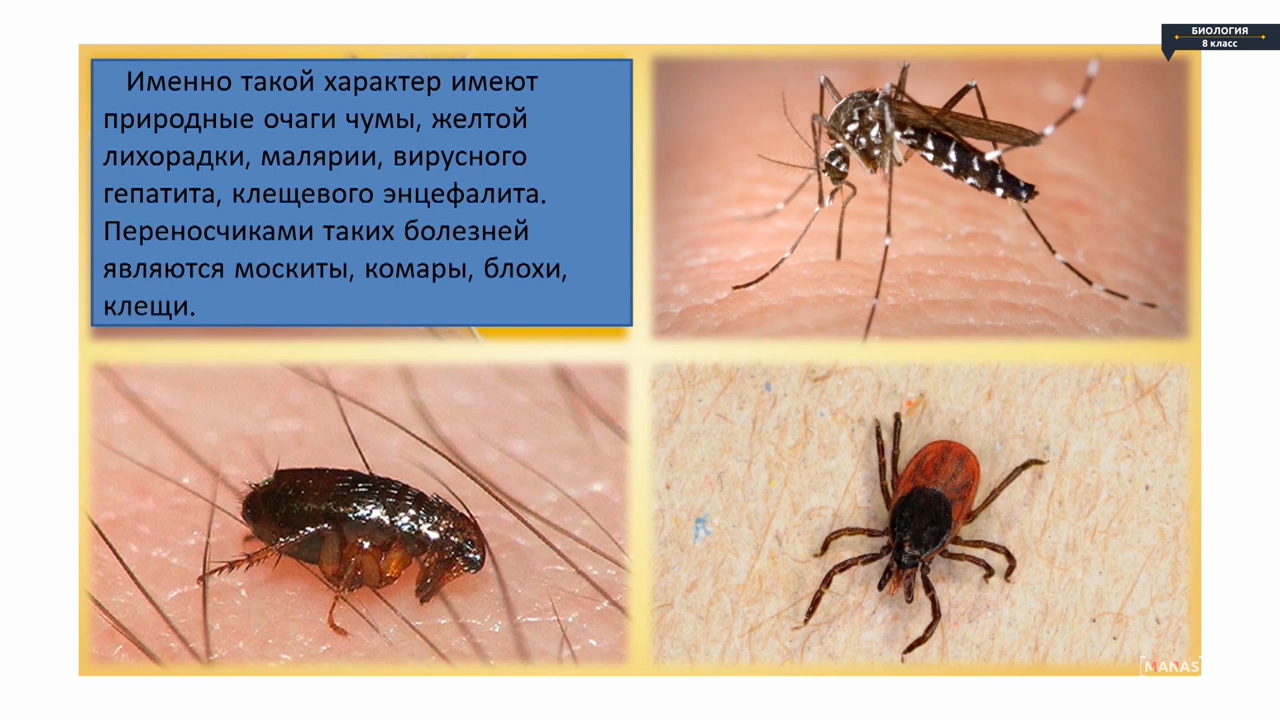 БИОЛОГИЯ
8 класс
Именно такой характер имеют
природные очаги чумы, желтой
лихорадки, малярии, вирусного
гепатита, клещевого энцефалита.
Переносчиками таких болезней
являются москиты, комары, блохи,
клещи.
MANAS